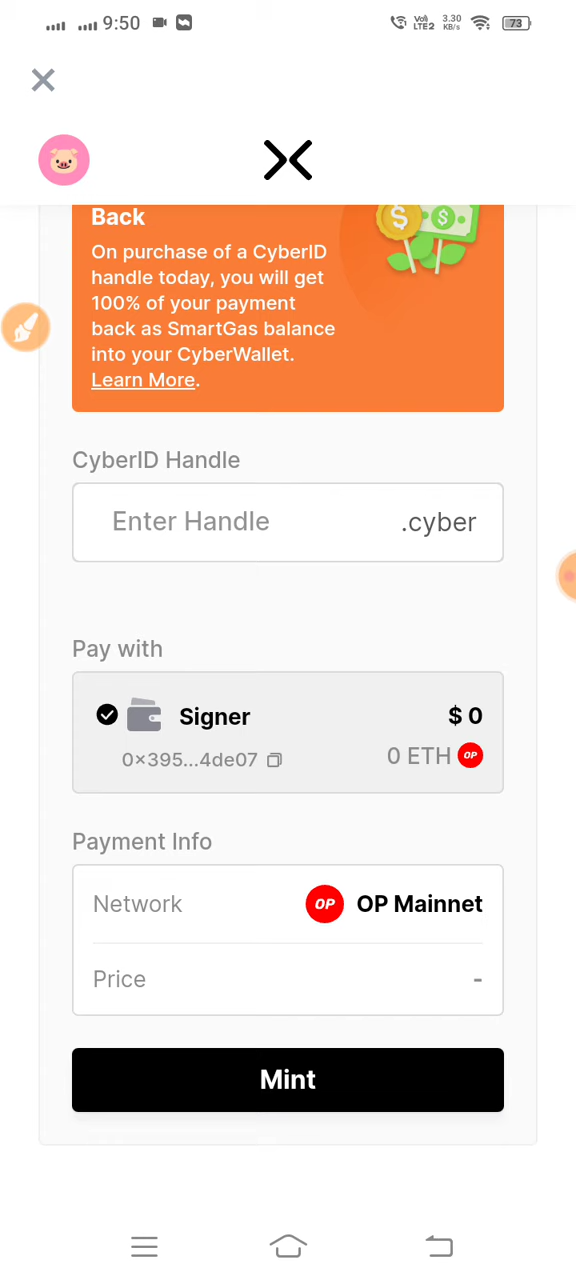 9:50
Voll
LTE2
3.30
KB/s
73
Back
On purchase of a CyberID
handle today, you will get
100% of your payment
back as SmartGas balance
into your CyberWallet.
Learn More.
CyberID Handle
Enter Handle .cyber
Pay with
Signer $ 0
0×395...4de07 0 ETH OP
Payment Info
Network OP OP Mainnet
Price -
Mint